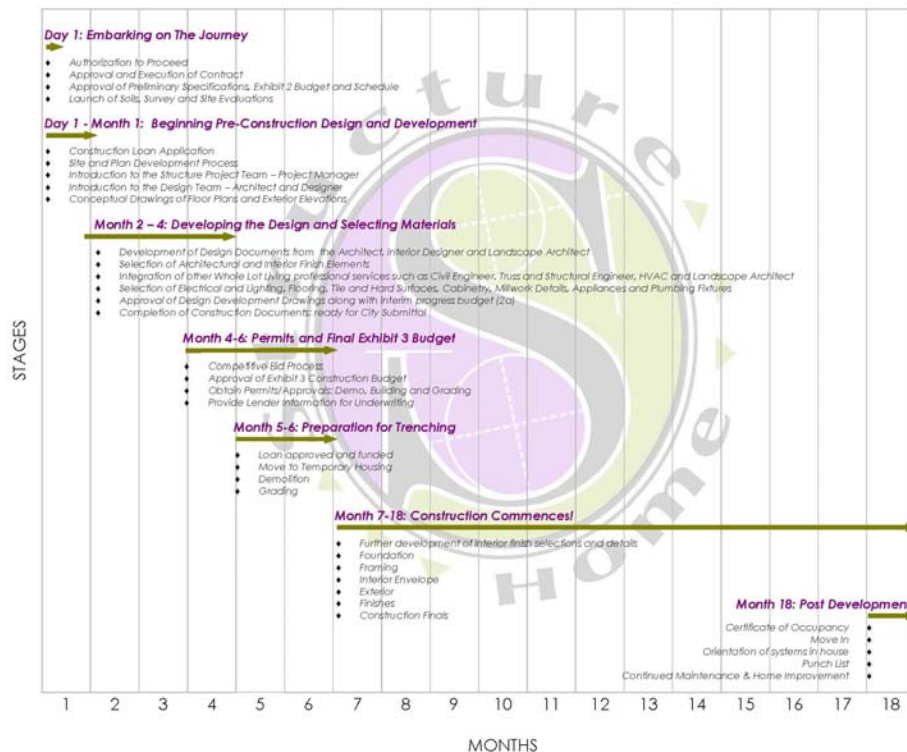 Day 1: Embarking on The Journey
Authorization to Proceed
Approval and Execution of Contract
Approval of Preliminary Specifications, Exhibit 2 Budget and Schedule
Launch of Soils, Survey and Site Evaluations
Day 1 - Month 1: Beginning Pre-Construction Design and Development
Construction Loan Application
Site and Plan Development Process
Introduction to the Structure Project Team – Project Manager
Introduction to the Design Team – Architect and Designer
Conceptual Drawings of Floor Plans and Exterior Elevations
Month 2 – 4: Developing the Design and Selecting Materials
Development of Design Documents from the Architect, Interior Designer and Landscape Architect
Selection of Architectural and Interior Finish Elements
Integration of other Whole Lot Living professional services such as Civil Engineer, Truss and Structural Engineer, HVAC and Landscape Architect
Selection of Electrical and Lighting, Flooring, Tile and Hard Surfaces, Cabinetry, Millwork Details, Appliances and Plumbing Fixtures
Approval of Design Development Drawings along with interim progress budget (2a)
Completion of Construction Documents: ready for City Submittal
Month 4-6: Permits and Final Exhibit 3 Budget
Competitive Bid Process
Approval of Exhibit 3 Construction Budget
Obtain Permits/Approvals: Demo, Building and Grading
Provide Lender Information for Underwriting
Month 5-6: Preparation for Trenching
Loan approved and funded
Move to Temporary Housing
Demolition
Grading
Month 7-18: Construction Commences!
Further development of interior finish selections and details
Foundation
Framing
Interior Envelope
Exterior
Finishes
Construction Finals
Month 18: Post Development
Certificate of Occupancy
Move In
Orientation of systems in house
Punch List
Continued Maintenance & Home Improvement
STAGES
1 2 3 4 5 6 7 8 9 10 11 12 13 14 15 16 17 18
MONTHS
structure
S
Home